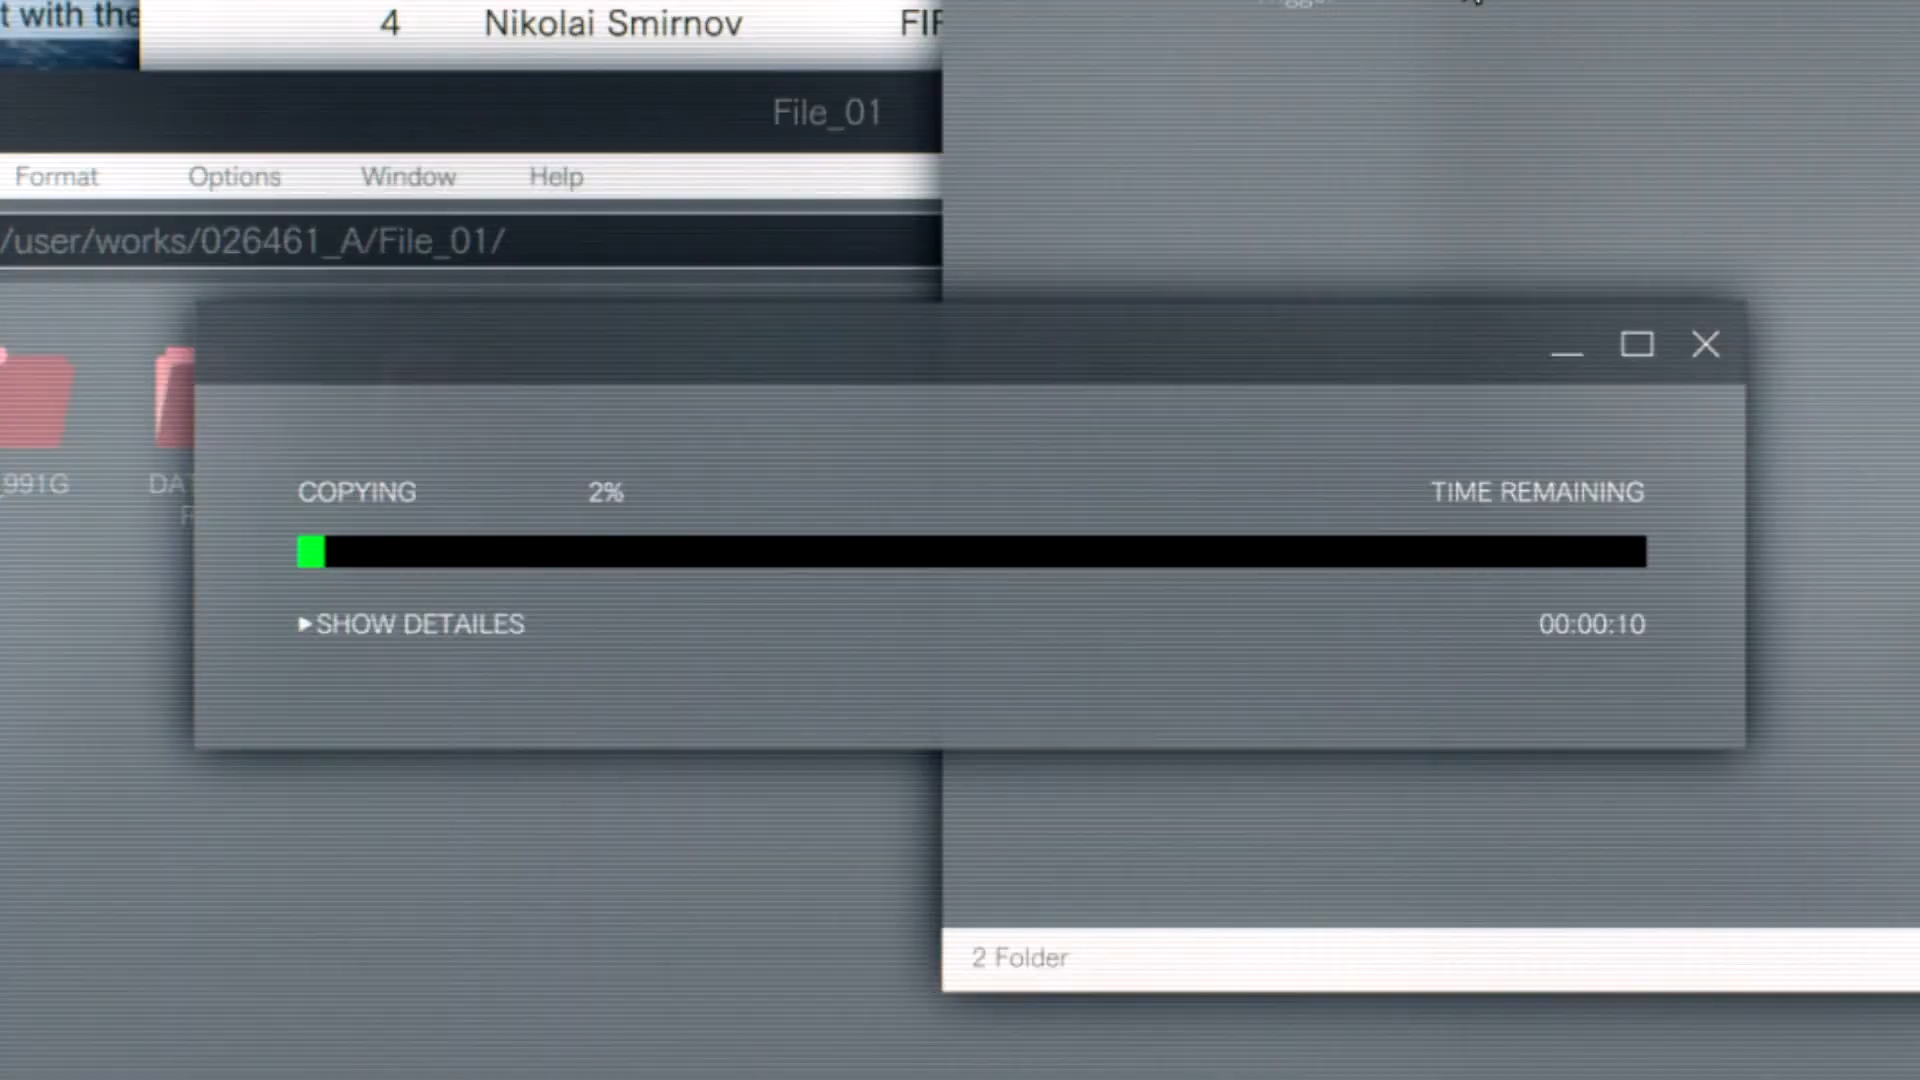 t with the
4 Nikolai Smirnov
File_01
Format Options Window Help
/user/works/026461_A/File_01/
COPYING 2% TIME REMAINING
991G
00:00:10
▶SHOW DETAILES
2 Folder